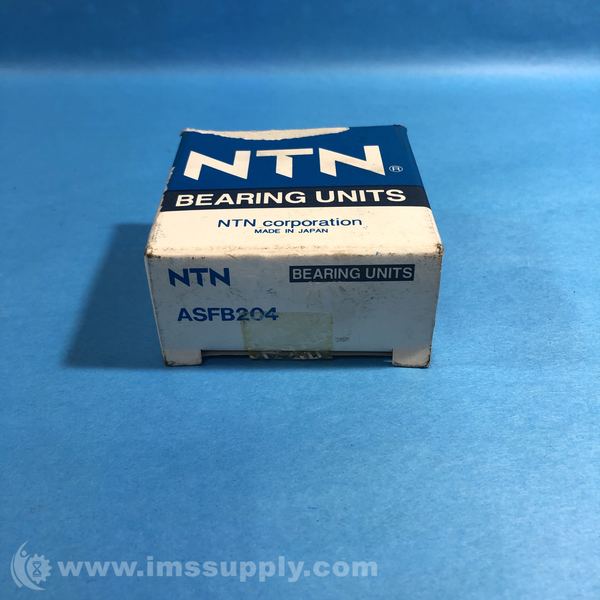 NTN®
BEARING UNITS
NTN corporation
MADE IN JAPAN
NTN BEARING UNITS
ASFB204
www.imssupply.com